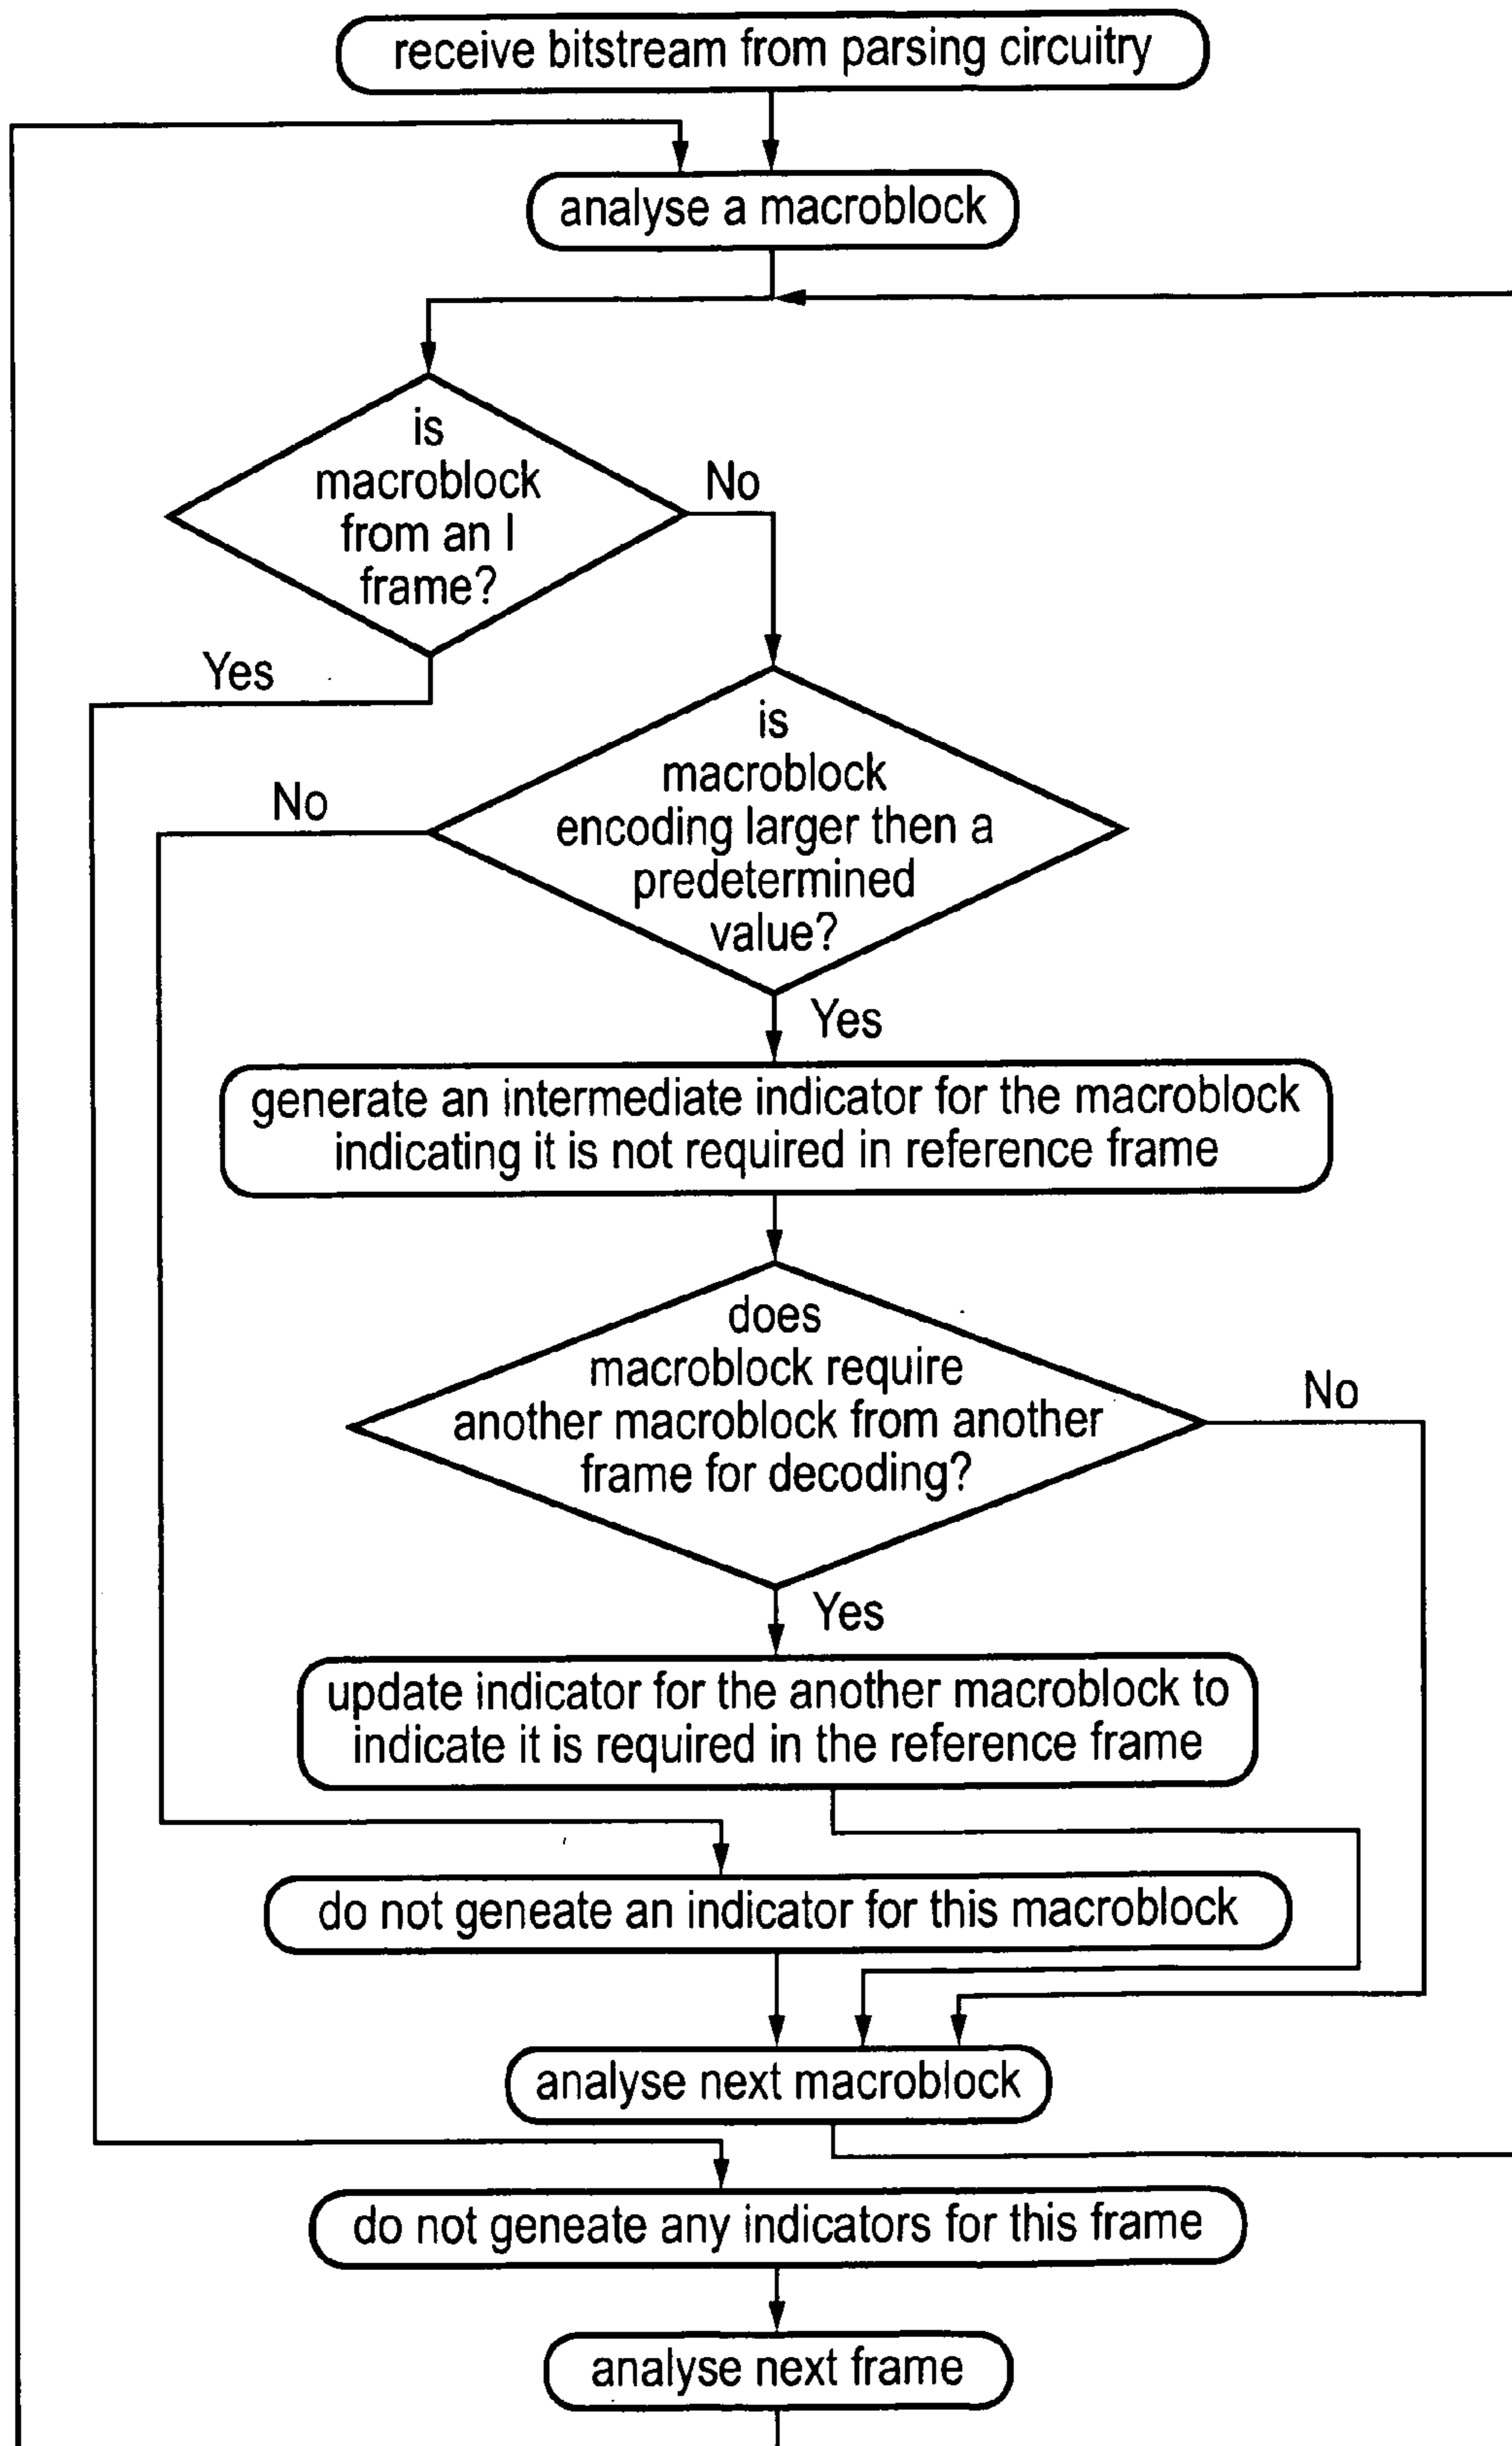 receive bitstream from parsing circuitry
analyse a macroblock
is
macroblock
from an I
frame?
No
Yes
is
macroblock
encoding larger then a
predetermined
value?
No
Yes
generate an intermediate indicator for the macroblock
indicating it is not required in reference frame
does
macroblock require
another macroblock from another
frame for decoding?
No
Yes
update indicator for the another macroblock to
indicate it is required in the reference frame
do not geneate an indicator for this macroblock
analyse next macroblock
do not geneate any indicators for this frame
analyse next frame